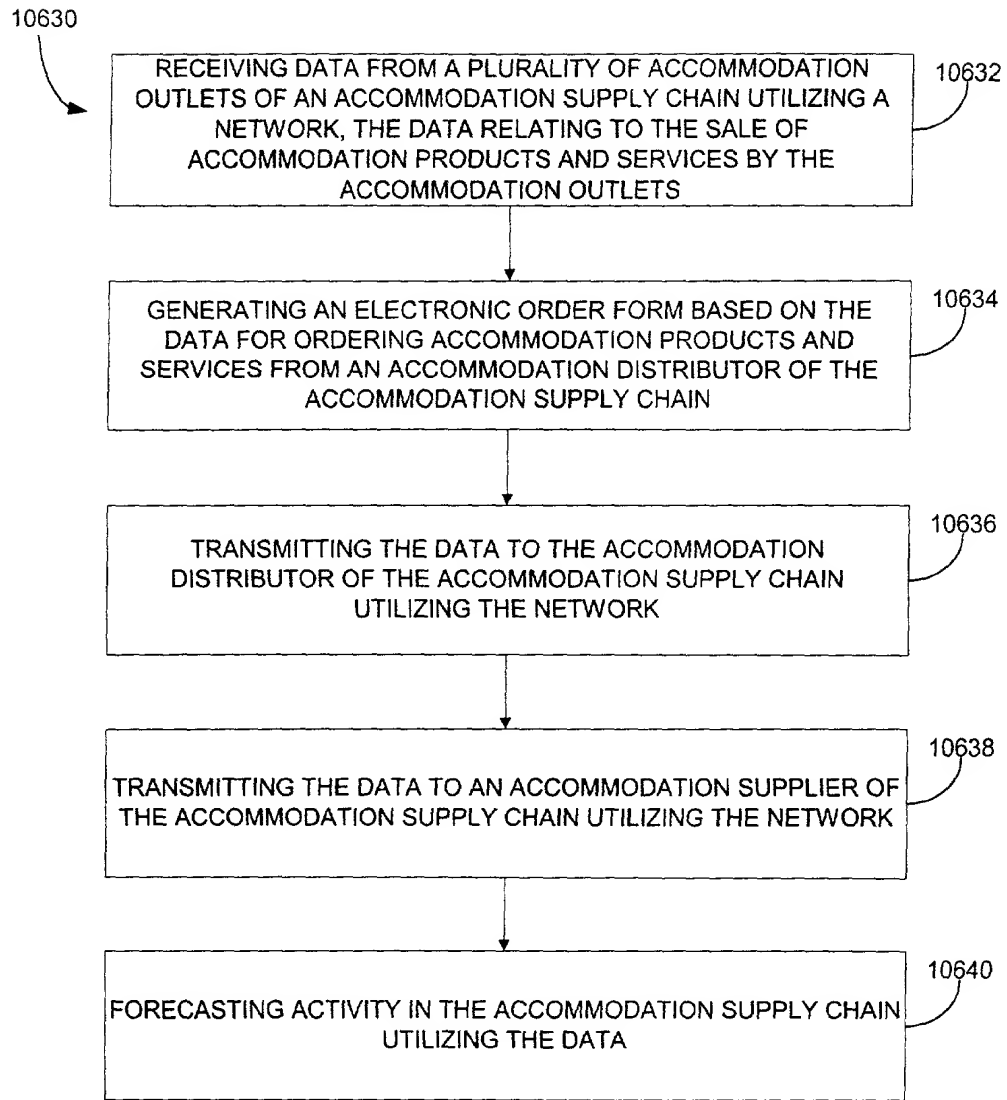 10630
RECEIVING DATA FROM A PLURALITY OF ACCOMMODATION
OUTLETS OF AN ACCOMMODATION SUPPLY CHAIN UTILIZING A
NETWORK, THE DATA RELATING TO THE SALE OF
ACCOMMODATION PRODUCTS AND SERVICES BY THE
ACCOMMODATION OUTLETS
10632
GENERATING AN ELECTRONIC ORDER FORM BASED ON THE
DATA FOR ORDERING ACCOMMODATION PRODUCTS AND
SERVICES FROM AN ACCOMMODATION DISTRIBUTOR OF THE
ACCOMMODATION SUPPLY CHAIN
10634
TRANSMITTING THE DATA TO THE ACCOMMODATION
DISTRIBUTOR OF THE ACCOMMODATION SUPPLY CHAIN
UTILIZING THE NETWORK
10636
TRANSMITTING THE DATA TO AN ACCOMMODATION SUPPLIER OF
THE ACCOMMODATION SUPPLY CHAIN UTILIZING THE NETWORK
10638
FORECASTING ACTIVITY IN THE ACCOMMODATION SUPPLY CHAIN
UTILIZING THE DATA
10640